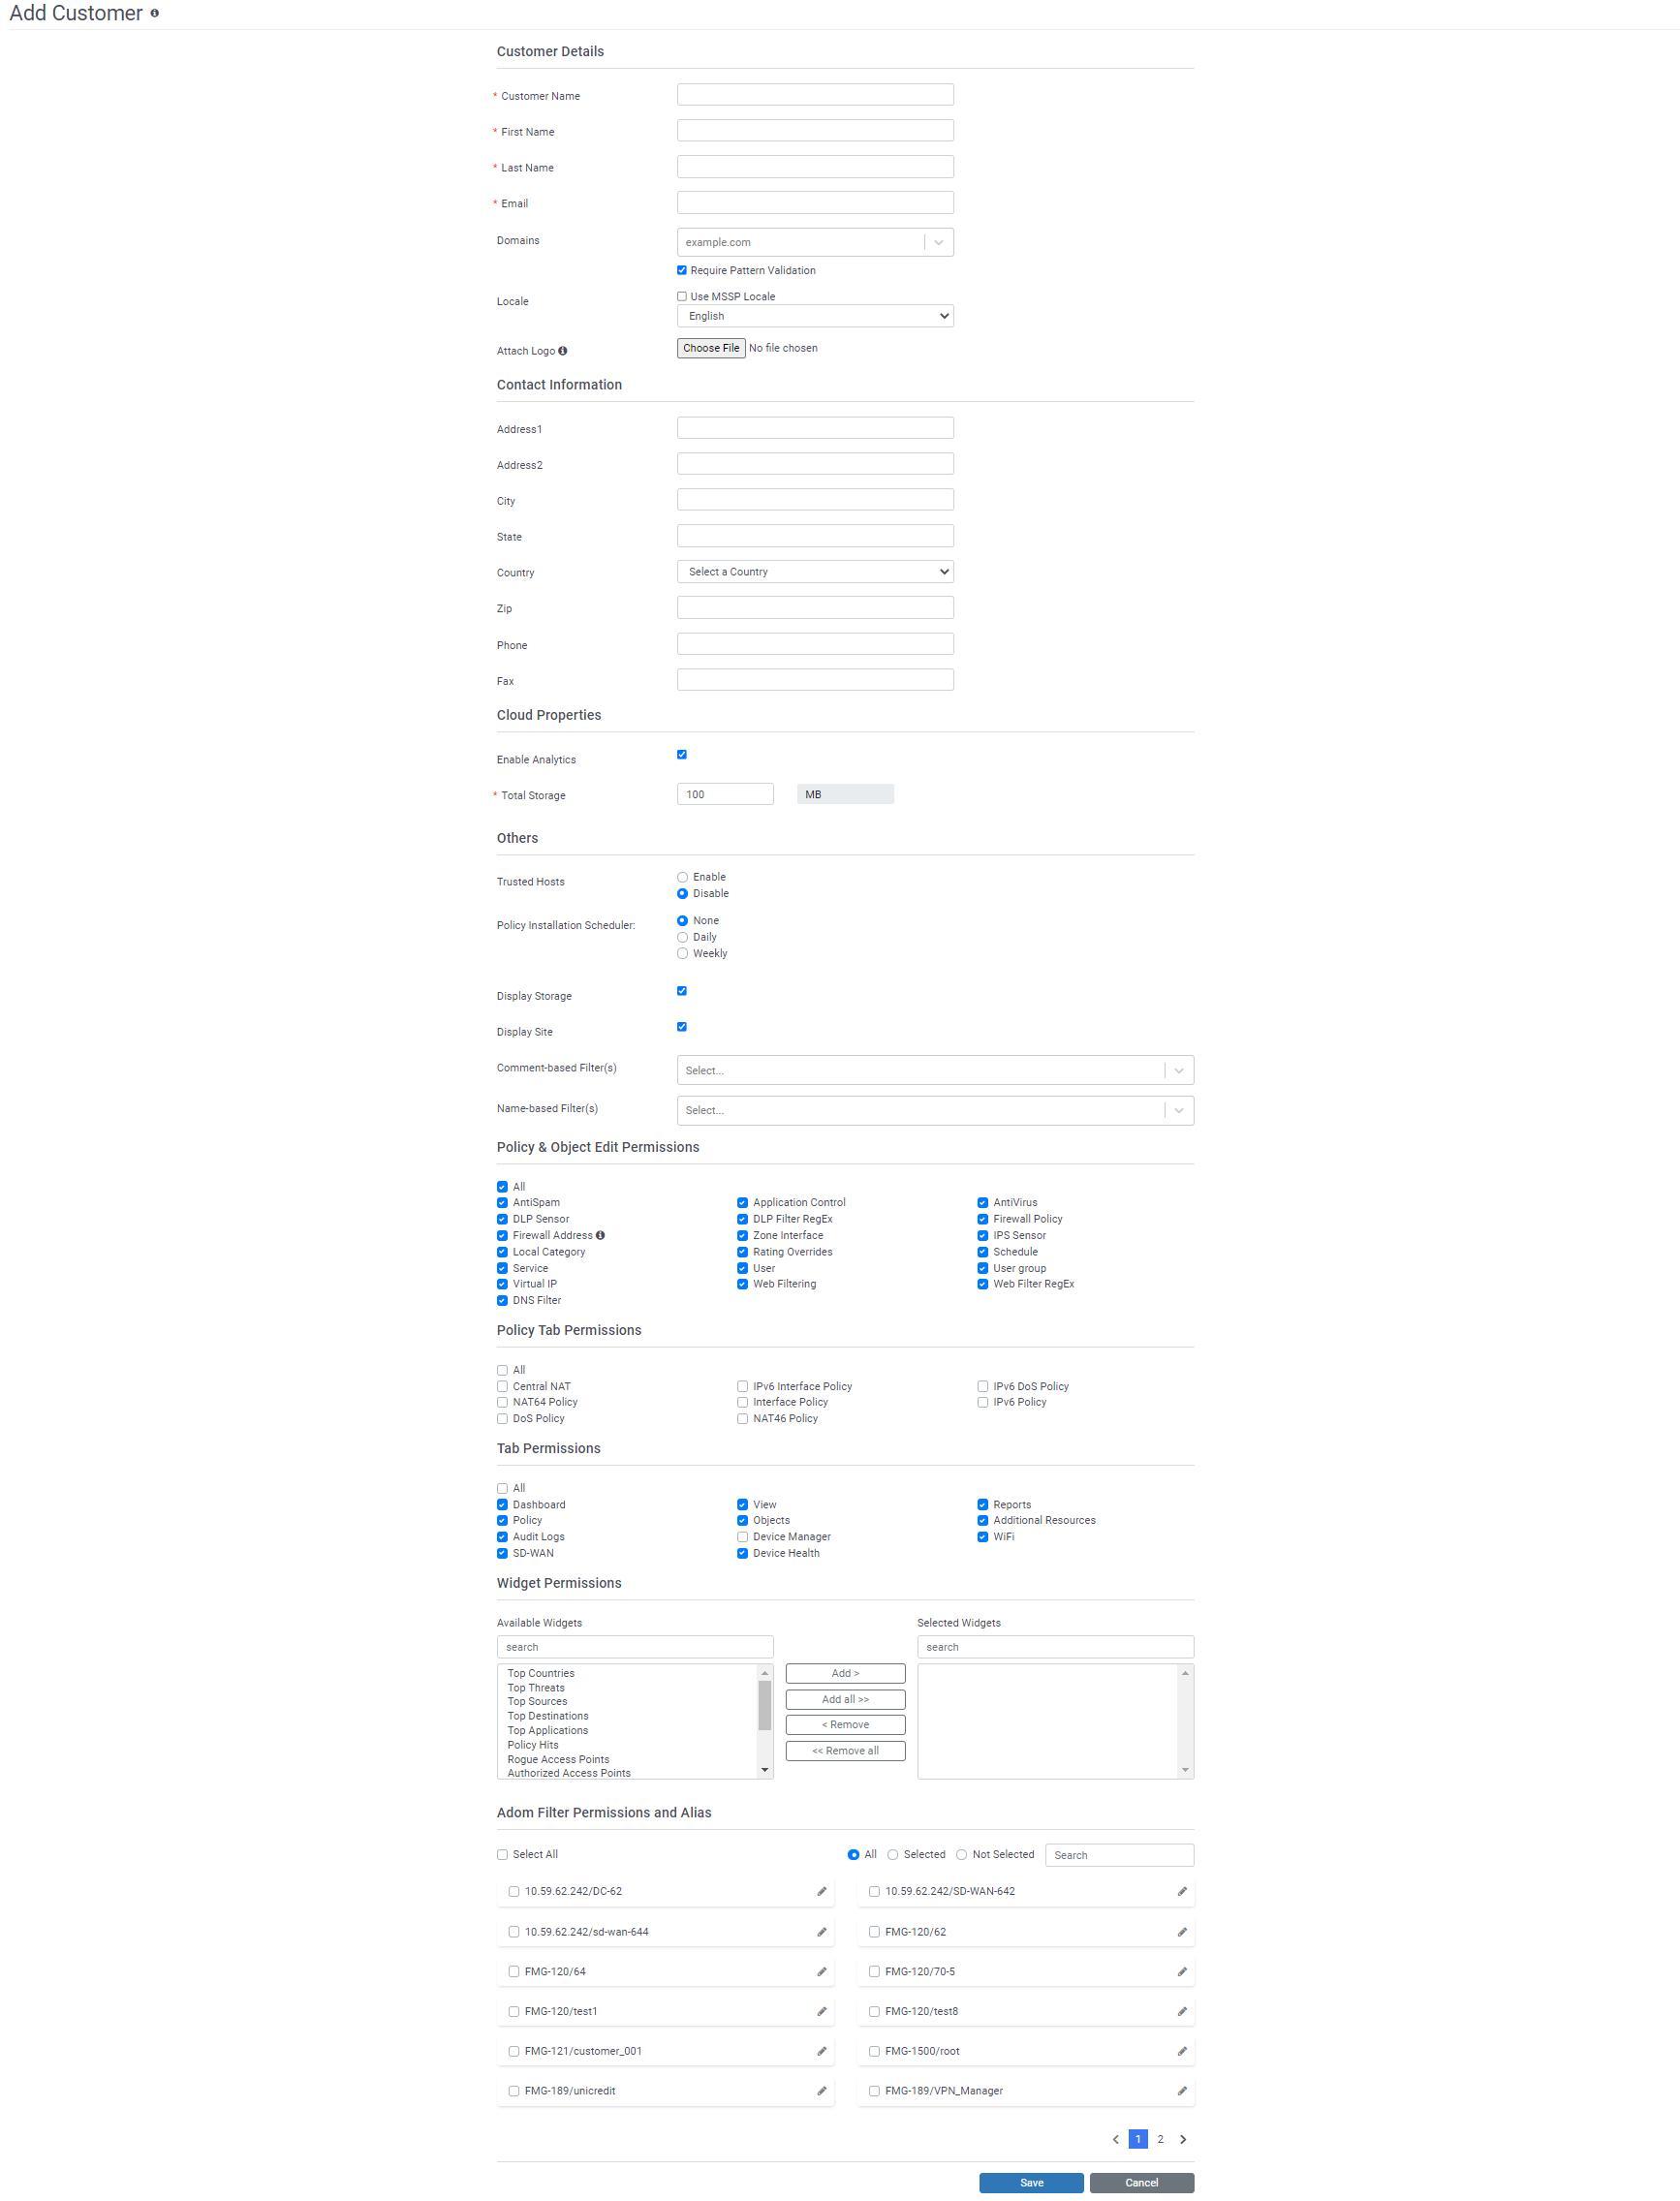 Add Customer
Customer Details
* Customer Name
* First Name
* Last Name
* Email
Domains example.com
Require Pattern Validation
Locale Use MSSP Locale
English
Attach Logo Choose File No file chosen
Contact Information
Address1
Address2
City
State
Country Select a Country
Zip
Phone
Fax
Cloud Properties
Enable Analytics
* Total Storage 100 MB
Others
Trusted Hosts Enable
Disable
Policy Installation Scheduler: None
Daily
Weekly
Display Storage
Display Site
Comment-based Filter(s) Select...
Name-based Filter(s) Select...
Policy & Object Edit Permissions
All
AntiSpam Application Control AntiVirus
DLP Sensor DLP Filter RegEx Firewall Policy
Firewall Address Zone Interface IPS Sensor
Local Category Rating Overrides Schedule
Service User User group
Virtual IP Web Filtering Web Filter RegEx
DNS Filter
Policy Tab Permissions
All
Central NAT IPv6 Interface Policy IPv6 DoS Policy
NAT64 Policy Interface Policy IPv6 Policy
DoS Policy NAT46 Policy
Tab Permissions
All
Dashboard View Reports
Policy Objects Additional Resources
Audit Logs Device Manager WiFi
SD-WAN Device Health
Widget Permissions
Available Widgets Selected Widgets
search search
Top Countries Add >
Top Threats
Top Sources Add all >>
Top Destinations
Top Applications < Remove
Policy Hits << Remove all
Rogue Access Points
Authorized Access Points
Adom Filter Permissions and Alias
Select All All Selected Not Selected Search
10.59.62.242/DC-62 10.59.62.242/SD-WAN-642
10.59.62.242/sd-wan-644 FMG-120/62
FMG-120/64 FMG-120/70-5
FMG-120/test1 FMG-120/test8
FMG-121/customer_001 FMG-1500/root
FMG-189/unicredit FMG-189/VPN_Manager
< 1 2 >
Save Cancel